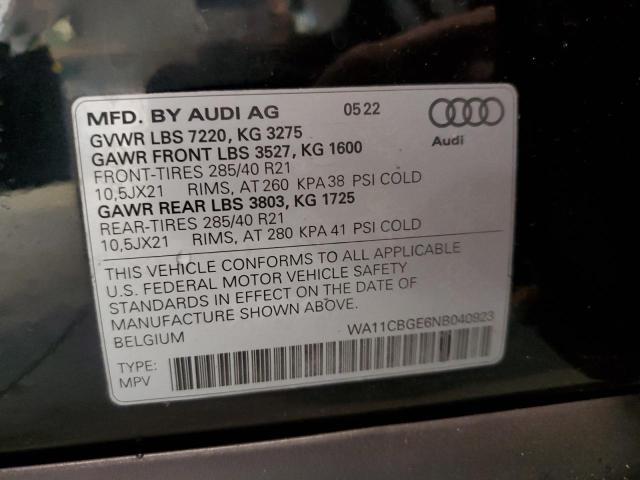 MFD. BY AUDI AG 05 22
GVWR LBS 7220, KG 3275
GAWR FRONT LBS 3527, KG 1600
FRONT-TIRES 285/40 R21
10,5JX21 RIMS, AT 260 KPA 38 PSI COLD
GAWR REAR LBS 3803, KG 1725
REAR-TIRES 285/40 R21
10,5JX21 RIMS, AT 280 KPA 41 PSI COLD
Audi
THIS VEHICLE CONFORMS TO ALL APPLICABLE
U.S. FEDERAL MOTOR VEHICLE SAFETY
STANDARDS IN EFFECT ON THE DATE OF
MANUFACTURE SHOWN ABOVE.
BELGIUM
WA11CBGE6NB040923
TYPE:
MPV